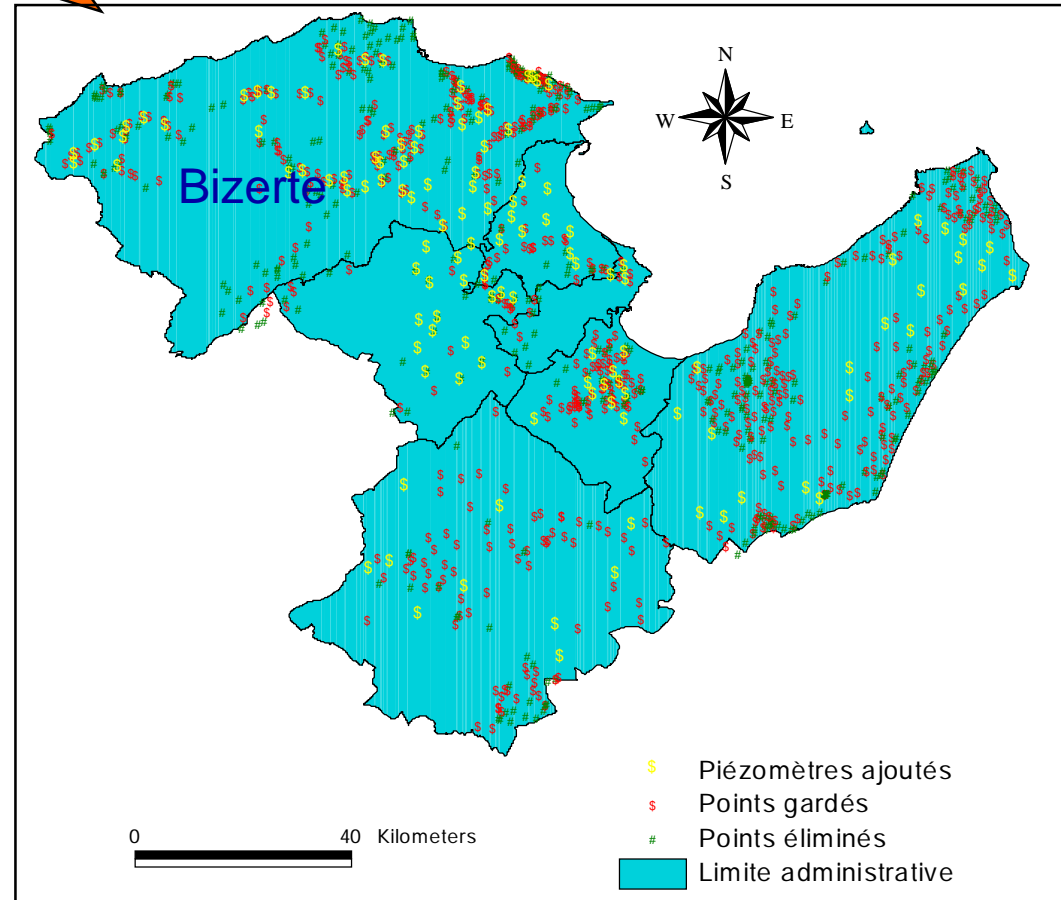 N
W E
S
Bizerte
Piézomètres ajoutés
Points gardés
Points éliminés
Limite administrative
0 40 Kilometers